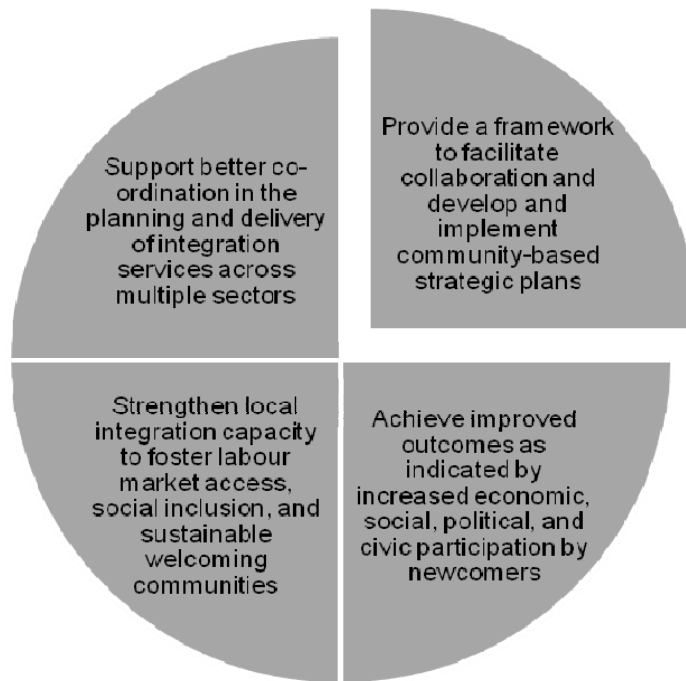 Support better co-
ordination in the
planning and delivery
of integration
services across
multiple sectors
Provide a framework
to facilitate
collaboration and
develop and
implement
community-based
strategic plans
Strengthen local
integration capacity
to foster labour
market access,
social inclusion, and
sustainable
welcoming
communities
Achieve improved
outcomes as
indicated by
increased economic,
social, political, and
civic participation by
newcomers